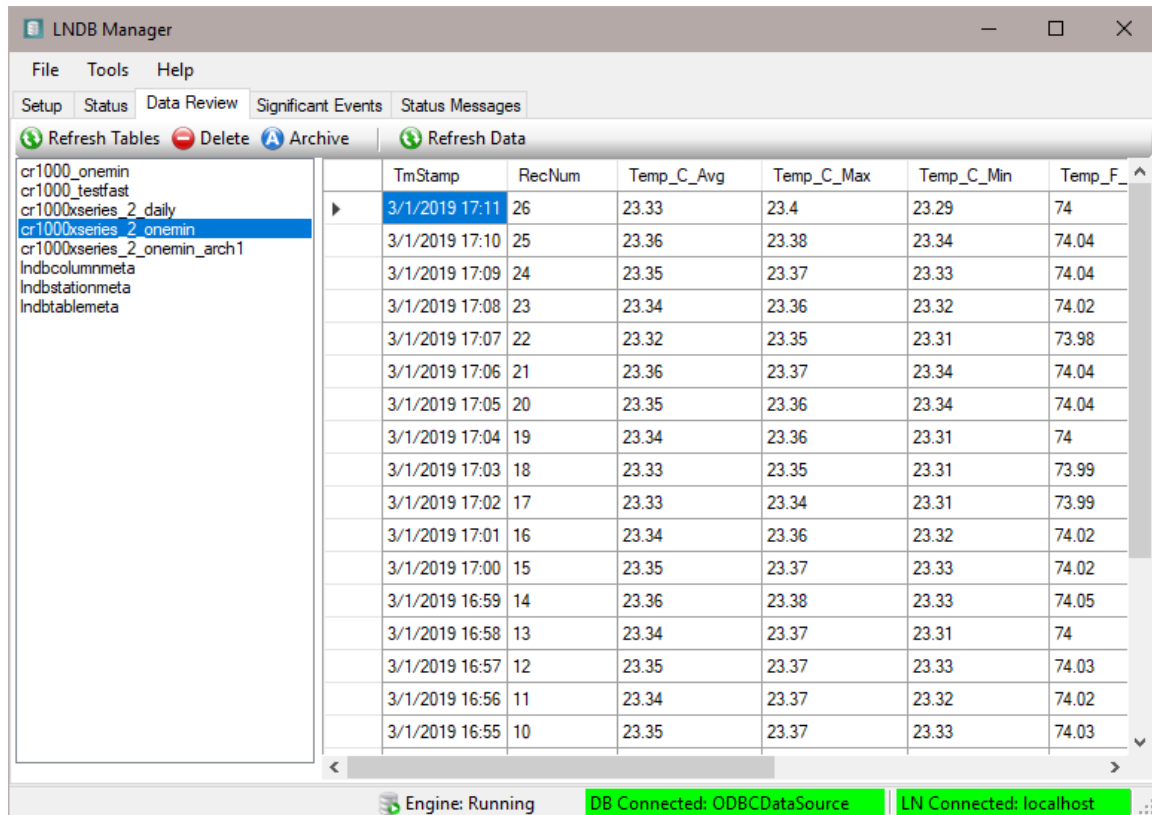 LNDB Manager
File Tools Help
Setup Status Data Review Significant Events Status Messages
Refresh Tables Delete A Archive Refresh Data
cr1000_onemin
cr1000_testfast
cr1000xseries_2_daily
cr1000xseries_2_onemin
cr1000xseries_2_onemin_arch1
lndbcolumnmeta
lndbstationmeta
lndbtablemeta
TmStamp RecNum Temp_C_Avg Temp_C_Max Temp_C_Min Temp_F_
3/1/2019 17:11 26 23.33 23.4 23.29 74
3/1/2019 17:10 25 23.36 23.38 23.34 74.04
3/1/2019 17:09 24 23.35 23.37 23.33 74.04
3/1/2019 17:08 23 23.34 23.36 23.32 74.02
3/1/2019 17:07 22 23.32 23.35 23.31 73.98
3/1/2019 17:06 21 23.36 23.37 23.34 74.04
3/1/2019 17:05 20 23.35 23.36 23.34 74.04
3/1/2019 17:04 19 23.34 23.36 23.31 74
3/1/2019 17:03 18 23.33 23.35 23.31 73.99
3/1/2019 17:02 17 23.33 23.34 23.31 73.99
3/1/2019 17:01 16 23.34 23.36 23.32 74.02
3/1/2019 17:00 15 23.35 23.37 23.33 74.02
3/1/2019 16:59 14 23.36 23.38 23.33 74.05
3/1/2019 16:58 13 23.34 23.37 23.31 74
3/1/2019 16:57 12 23.35 23.37 23.33 74.03
3/1/2019 16:56 11 23.34 23.37 23.32 74.02
3/1/2019 16:55 10 23.35 23.37 23.33 74.03
Engine: Running DB Connected: ODBCDataSource LN Connected: localhost